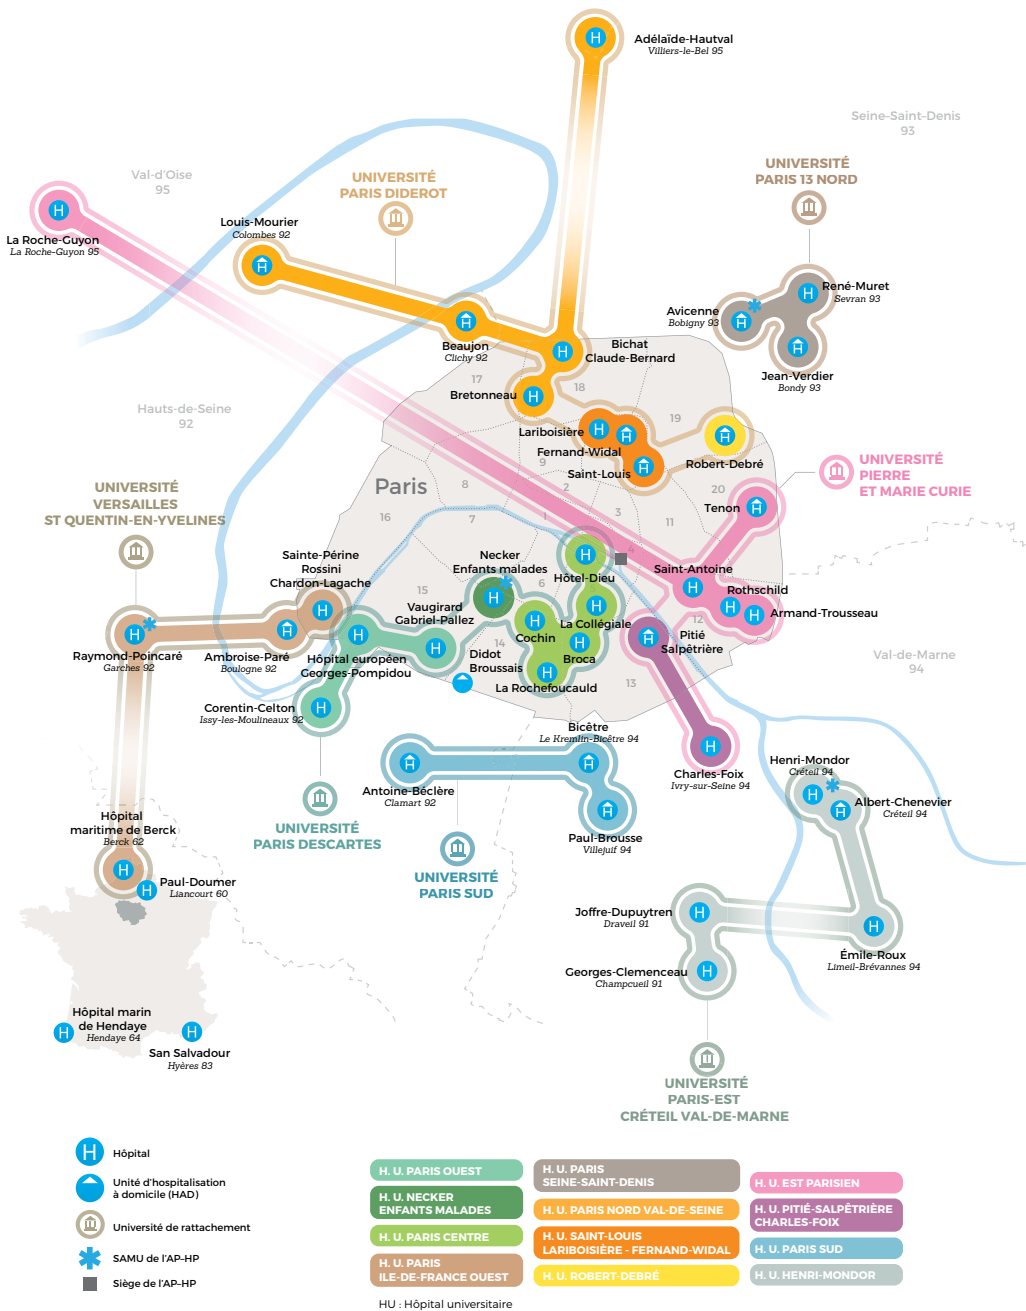 Adélaïde-Hautval
Villiers-le-Bel 95
Seine-Saint-Denis
93
Val-d'Oise
95
UNIVERSITÉ
PARIS DIDEROT
UNIVERSITÉ
PARIS 13 NORD
La Roche-Guyon
La Roche-Guyon 95
Louis-Mourier
Colombes 92
René-Muret
Sevran 93
Avicenne
Bobigny 93
Jean-Verdier
Bondy 93
Beaujon
Clichy 92
Bichat
Claude-Bernard
Bretonneau
17
18
19
Hauts-de-Seine
92
Lariboisière
Fernand-Widal
Saint-Louis
Robert-Debré
UNIVERSITÉ
PIERRE
ET MARIE CURIE
Paris
8
9
2
1
3
4
7
16
11
20
Tenon
UNIVERSITÉ
VERSAILLES
ST QUENTIN-EN-YVELINES
Sainte-Périne
Rossini
Chardon-Lagache
Necker
Enfants malades
Hôtel-Dieu
Saint-Antoine
Rothschild
Armand-Trousseau
15
6
14
12
13
Vaugirard
Gabriel-Pallez
Cochin
La Collégiale
Broca
La Rochefoucauld
Pitié
Salpêtrière
Didot
Broussais
Raymond-Poincaré
Garches 92
Ambroise-Paré
Boulogne 92
Hôpital européen
Georges-Pompidou
Corentin-Celton
Issy-les-Moulineaux 92
Val-de-Marne
94
Bicêtre
Le Kremlin-Bicêtre 94
Charles-Foix
Ivry-sur-Seine 94
Henri-Mondor
Créteil 94
Albert-Chenevier
Créteil 94
Antoine-Béclère
Clamart 92
Paul-Brousse
Villejuif 94
UNIVERSITÉ
PARIS DESCARTES
UNIVERSITÉ
PARIS SUD
Hôpital
maritime de Berck
Berck 62
Paul-Doumer
Liancourt 60
Joffre-Dupuytren
Draveil 91
Émile-Roux
Limeil-Brévannes 94
Georges-Clemenceau
Champcueil 91
Hôpital marin
de Hendaye
Hendaye 64
San Salvadour
Hyères 83
UNIVERSITÉ
PARIS-EST
CRÉTEIL VAL-DE-MARNE
H
Hôpital
Unité d'hospitalisation
à domicile (HAD)
Université de rattachement
SAMU de l'AP-HP
Siège de l'AP-HP
H. U. PARIS OUEST
H. U. NECKER
ENFANTS MALADES
H. U. PARIS CENTRE
H. U. PARIS
ILE-DE-FRANCE OUEST
H. U. PARIS
SEINE-SAINT-DENIS
H. U. PARIS NORD VAL-DE-SEINE
H. U. SAINT-LOUIS
LARIBOISIÈRE - FERNAND-WIDAL
H. U. ROBERT-DEBRÉ
H. U. EST PARISIEN
H. U. PITIÉ-SALPÊTRIÈRE
CHARLES-FOIX
H. U. PARIS SUD
H. U. HENRI-MONDOR
HU : Hôpital universitaire